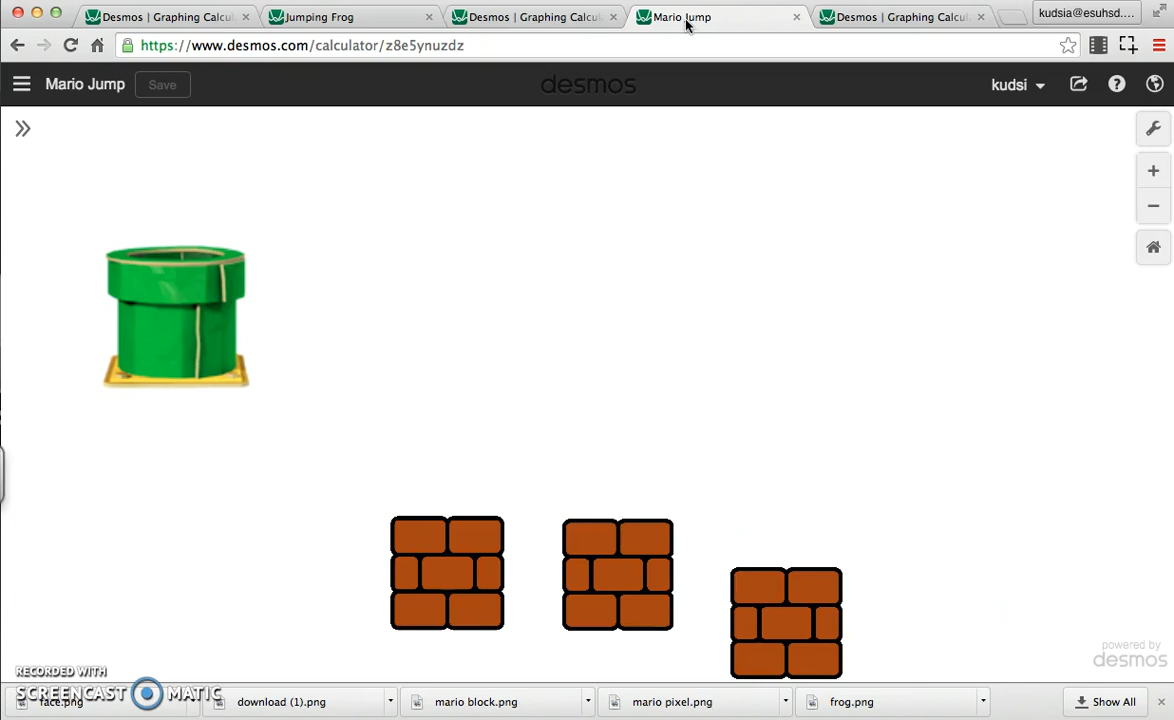 Desmos | Graphing Calcul
Jumping Frog
Desmos | Graphing Calcul
Mario Jump
Desmos | Graphing Calcul
kudsia@esuhsd....
https://www.desmos.com/calculator/z8e5ynuzdz
Mario Jump
Save
desmos
kudsi
powered by
desmos
RECORDED WITH
SCREENCAST MATIC
face.png
download (1).png
mario block.png
mario pixel.png
frog.png
Show All